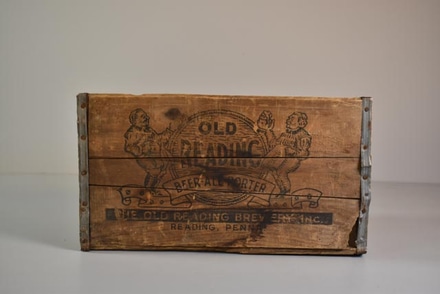 OLD
READING
BEER-ALE-PORTER
THE OLD READING BREWERY, INC.
READING, PENNA.